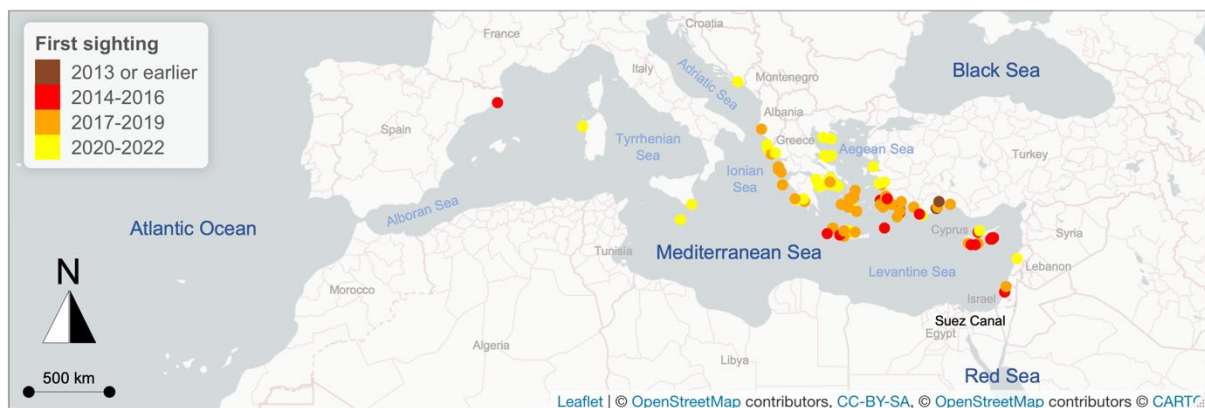 First sighting
2013 or earlier
2014-2016
2017-2019
2020-2022
France
Croatia
Italy
Adriatic Sea
Montenegro
Black Sea
Albania
Spain
Tyrrhenian
Sea
Greece
Aegean Sea
Turkey
Ionian
Sea
Alboran Sea
Atlantic Ocean
Tunisia
Mediterranean Sea
Cyprus
Syria
Levantine Sea
Lebanon
N
Morocco
Israel
Suez Canal
Egypt
Algeria
Libya
500 km
Red Sea
Leaflet | © OpenStreetMap contributors, CC-BY-SA, © OpenStreetMap contributors © CARTO